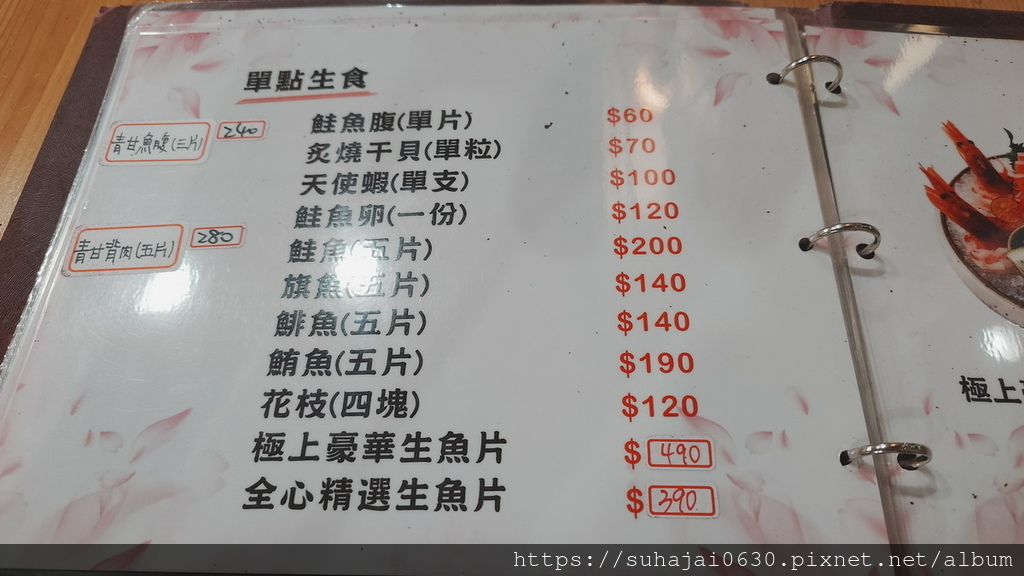 單點生食
鮭魚腹(單片) $60
青甘魚腹(三片) 240
炙燒干貝(單粒) $70
天使蝦(單支) $100
鮭魚卵(一份) $120
青甘背肉(五片) 280
鮭魚(五片) $200
旗魚(五片) $140
鯡魚(五片) $140
鮪魚(五片) $190
花枝(四塊) $120
極上豪華生魚片 $490
全心精選生魚片 $390
極上
https://suhajai0630.pixnet.net/album